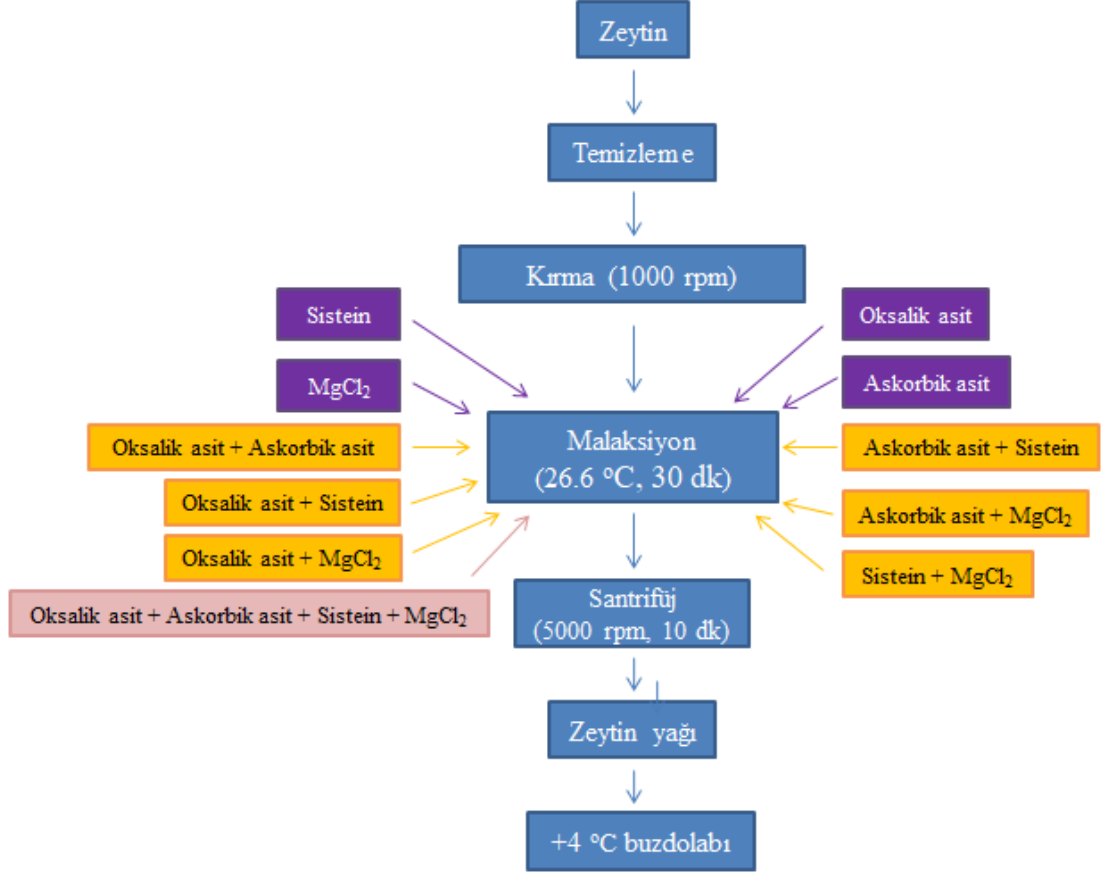 Zeytin
Temizleme
Kırma (1000 rpm)
Sistein
Oksalik asit
MgCl₂
Askorbik asit
Malaksiyon
(26.6 ºC, 30 dk)
Oksalik asit + Askorbik asit
Askorbik asit + Sistein
Oksalik asit + Sistein
Askorbik asit + MgCl₂
Oksalik asit + MgCl₂
Sistein + MgCl₂
Oksalik asit + Askorbik asit + Sistein + MgCl₂
Santrifüj
(5000 rpm, 10 dk)
Zeytin yağı
+4 ºC buzdolabı